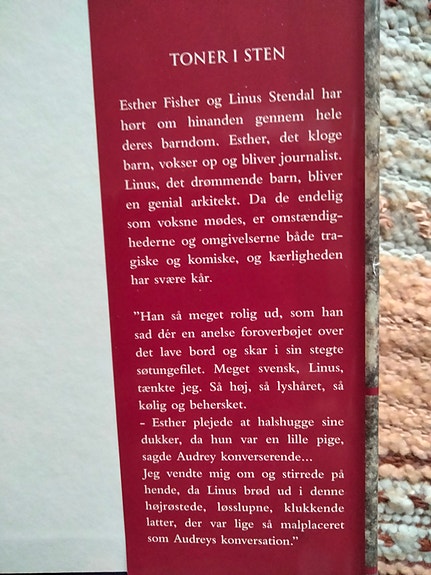 TONER I STEN
Esther Fisher og Linus Stendal har
hørt om hinanden gennem hele
deres barndom. Esther, det kloge
barn, vokser op og bliver journalist.
Linus, det drømmende barn, bliver
en genial arkitekt. Da de endelig
som voksne mødes, er omstændig-
hederne og omgivelserne både tra-
giske og komiske, og kærligheden
har svære kår.
”Han så meget rolig ud, som han
sad dér en anelse foroverbøjet over
det lave bord og skar i sin stegte
søtungefilet. Meget svensk, Linus,
tænkte jeg. Så høj, så lyshåret, så
kølig og behersket.
- Esther plejede at halshugge sine
dukker, da hun var en lille pige,
sagde Audrey konverserende...
Jeg vendte mig om og stirrede på
hende, da Linus brød ud i denne
højrøstede, løsslupne, klukkende
latter, der var lige så malplaceret
som Audreys konversation.”